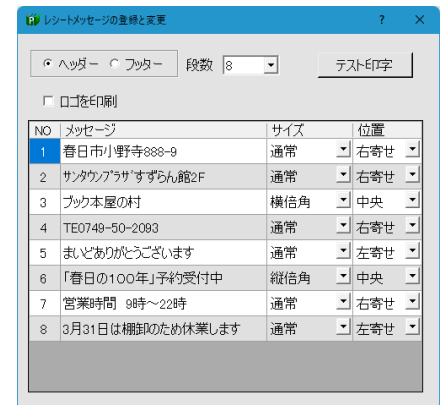 レシートメッセージの登録と変更 ? ×
ヘッダー フッター 段数 8 テスト印字
ロゴを印刷
NO メッセージ サイズ 位置
1 春日市小野寺888-9 通常 右寄せ
2 ｻﾝﾀｳﾝﾌﾟﾗｻﾞすずらん館2F 通常 右寄せ
3 ブック本屋の村 横倍角 中央
4 TE0749-50-2093 通常 右寄せ
5 まいどありがとうございます 通常 左寄せ
6 「春日の100年」予約受付中 縦倍角 中央
7 営業時間 9時～22時 通常 右寄せ
8 3月31日は棚卸のため休業します 通常 左寄せ